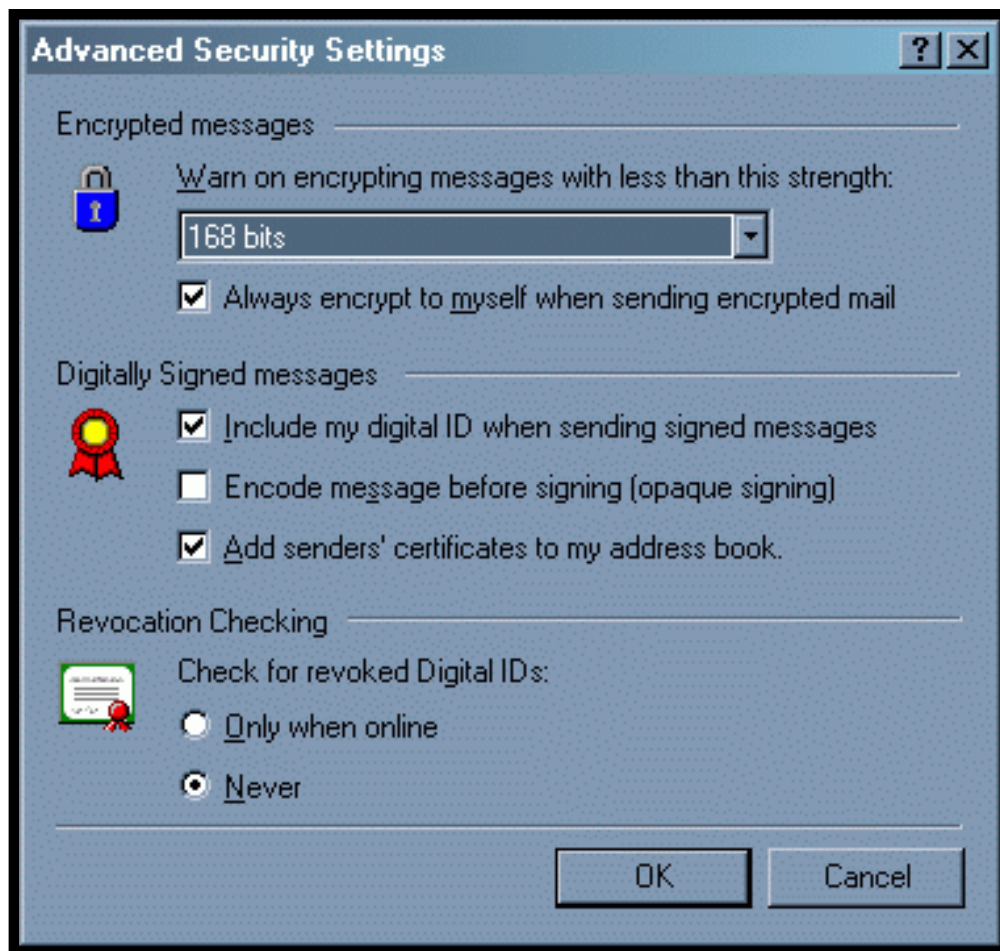 Advanced Security Settings
Encrypted messages
Warn on encrypting messages with less than this strength:
168 bits
Always encrypt to myself when sending encrypted mail
Digitally Signed messages
Include my digital ID when sending signed messages
Encode message before signing (opaque signing)
Add senders' certificates to my address book.
Revocation Checking
Check for revoked Digital IDs:
Only when online
Never
OK Cancel